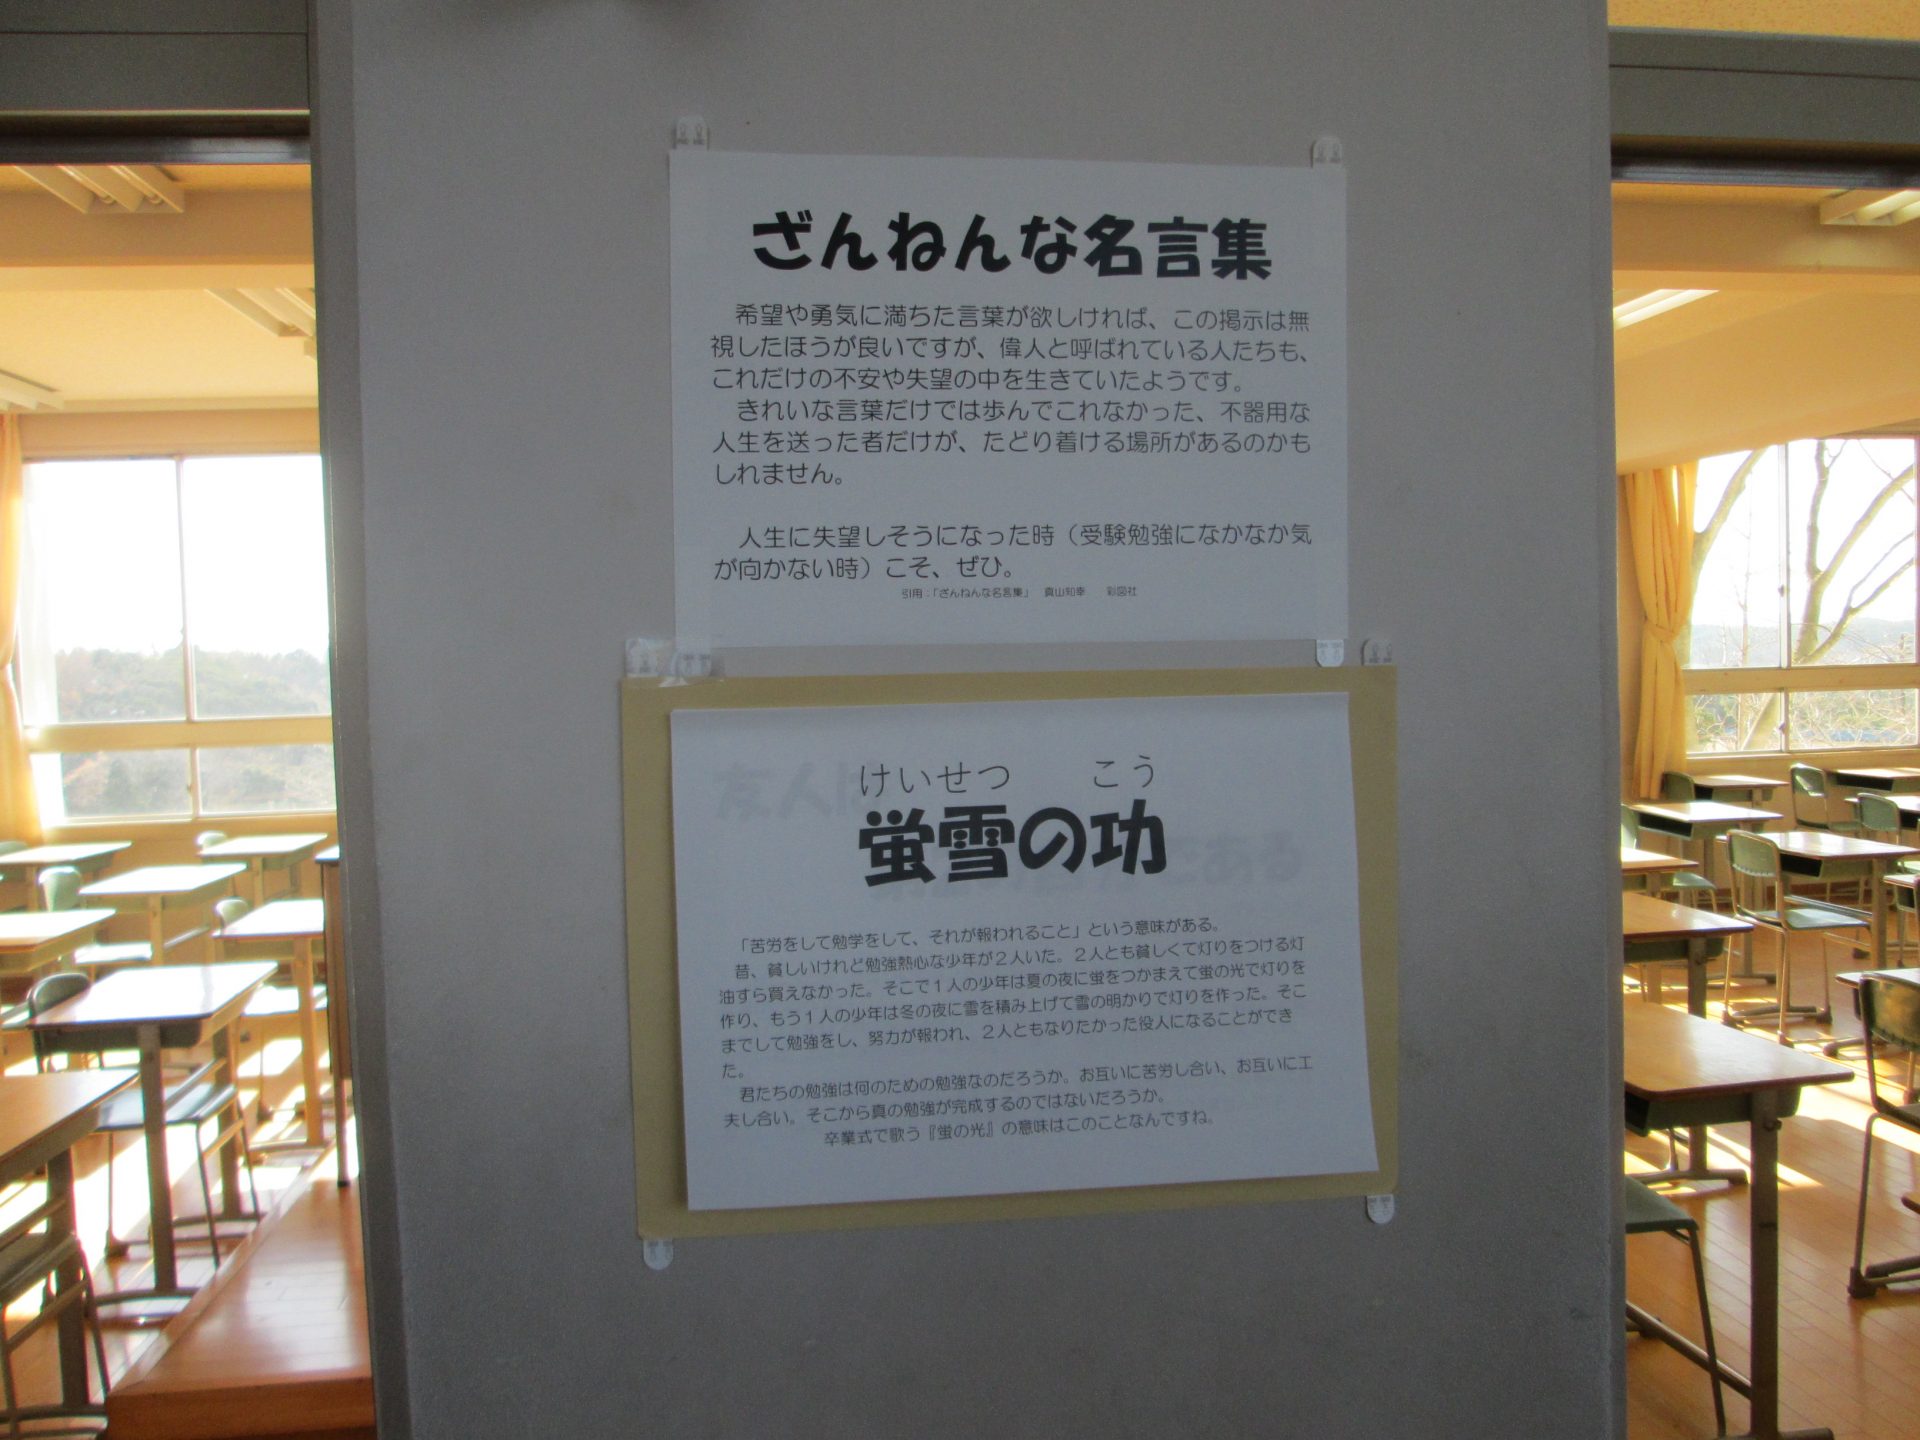 ざんねんな名言集
希望や勇気に満ちた言葉が欲しければ、この掲示は無
視したほうが良いですが、偉人と呼ばれている人たちも、
これだけの不安や失望の中を生きていたようです。
きれいな言葉だけでは歩んでこれなかった、不器用な
人生を送った者だけが、たどり着ける場所があるのかも
しれません。
人生に失望しそうになった時（受験勉強になかなか気
が向かない時）こそ、ぜひ。
引用：「ざんねんな名言集」 真山知幸 彩図社
けいせつ こう
蛍雪の功
「苦労をして勉学をして、それが報われること」という意味がある。
昔、貧しいけれど勉強熱心な少年が２人いた。２人とも貧しくて灯りをつける灯
油すら買えなかった。そこで１人の少年は夏の夜に蛍をつかまえて蛍の光で灯りを
作り、もう１人の少年は冬の夜に雪を積み上げて雪の明かりで灯りを作った。そこ
までして勉強をし、努力が報われ、２人ともなりたかった役人になることができ
た。
君たちの勉強は何のための勉強なのだろうか。お互いに苦労し合い、お互いに工
夫し合い。そこから真の勉強が完成するのではないだろうか。
卒業式で歌う『蛍の光』の意味はこのことなんですね。